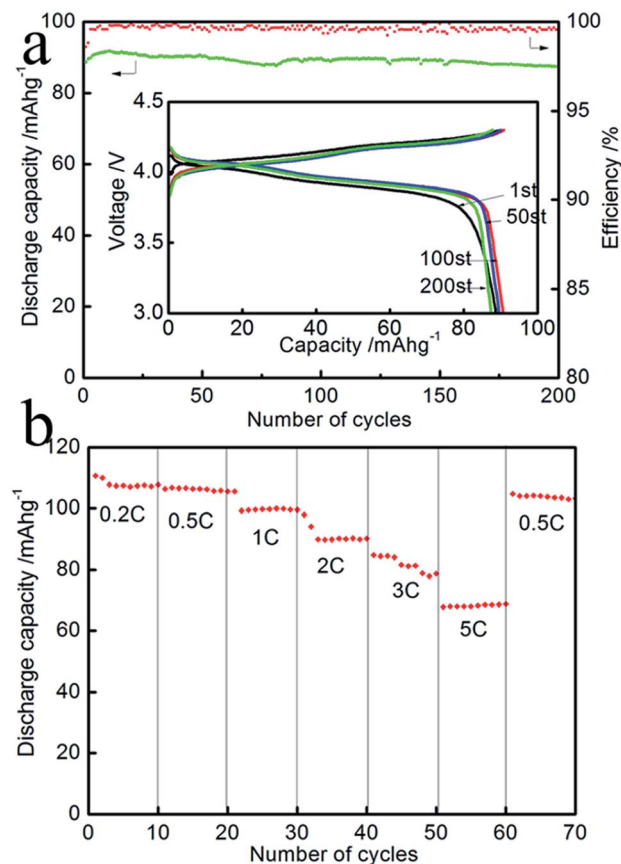 a
100
80
60
40
20
0
Discharge capacity /mAhg-1
100
95
90
85
80
Efficiency /%
4.5
4.0
3.5
3.0
Voltage /V
1st
50st
100st
200st
0 20 40 60 80 100
Capacity /mAhg-1
0 50 100 150 200
Number of cycles
b
120
100
80
60
40
20
0
Discharge capacity /mAhg-1
0.2C
0.5C
1C
2C
3C
5C
0.5C
0 10 20 30 40 50 60 70
Number of cycles